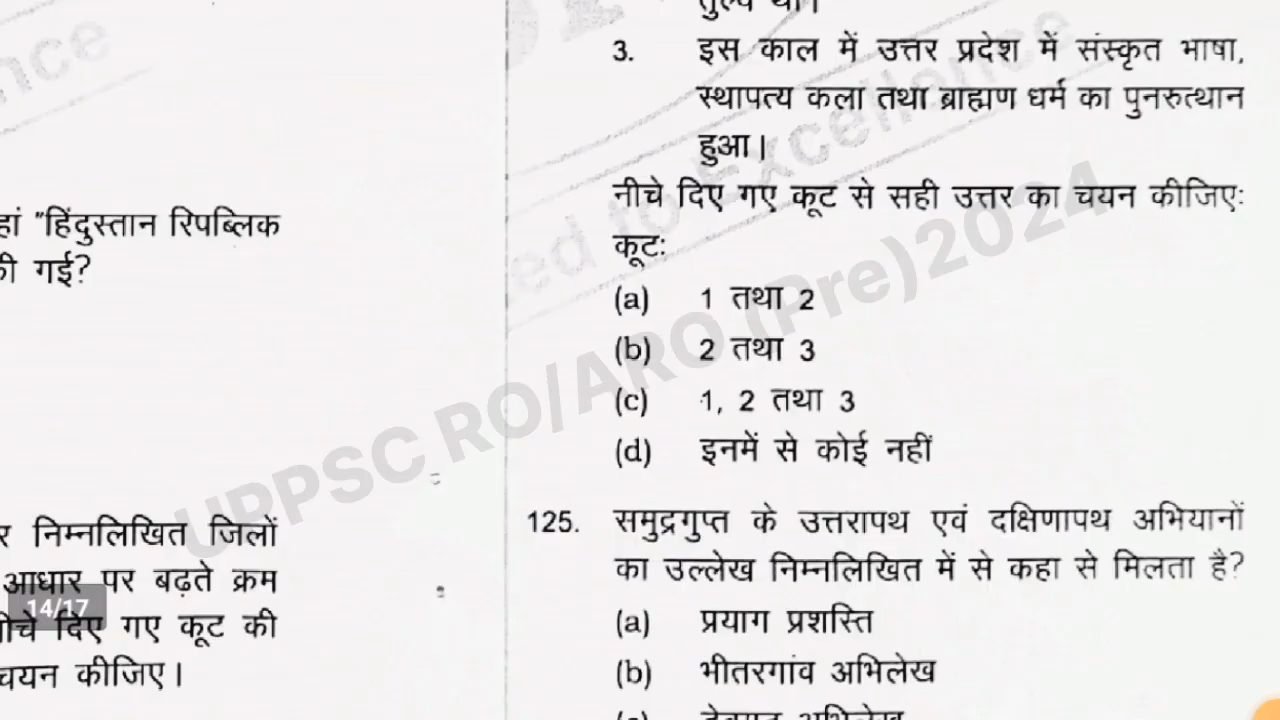 हां "हिंदुस्तान रिपब्लिक
की गई?
र निम्नलिखित जिलों
आधार पर बढ़ते क्रम
नीचे दिए गए कूट की
चयन कीजिए।
14/17
तुल्य था।
3. इस काल में उत्तर प्रदेश में संस्कृत भाषा,
स्थापत्य कला तथा ब्राह्मण धर्म का पुनरुत्थान
हुआ।
नीचे दिए गए कूट से सही उत्तर का चयन कीजिएः
कूटः
(a) 1 तथा 2
(b) 2 तथा 3
(c) 1, 2 तथा 3
(d) इनमें से कोई नहीं
125. समुद्रगुप्त के उत्तरापथ एवं दक्षिणापथ अभियानों
का उल्लेख निम्नलिखित में से कहा से मिलता है?
(a) प्रयाग प्रशस्ति
(b) भीतरगांव अभिलेख
UPPSC RO/ARO (Pre)2024